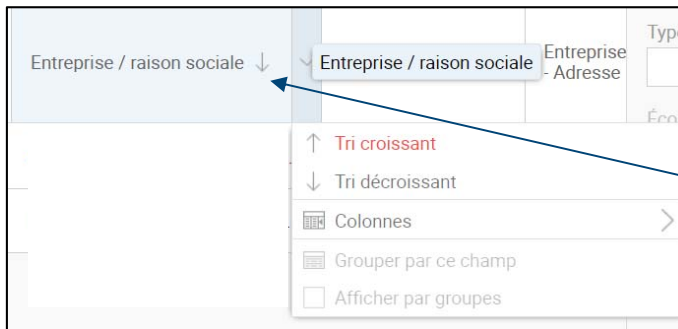 Entreprise / raison sociale
Entreprise / raison sociale
Entreprise
- Adresse
Type
Tri croissant
Tri décroissant
Colonnes
Grouper par ce champ
Afficher par groupes